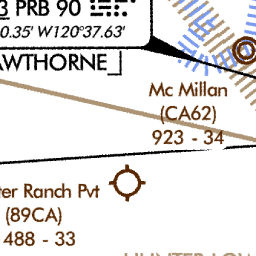 PRB 90
0.35' W120°37.63'
AWTHORNE
Mc Millan
(CA62)
923 - 34
ter Ranch Pvt
(89CA)
488 - 33